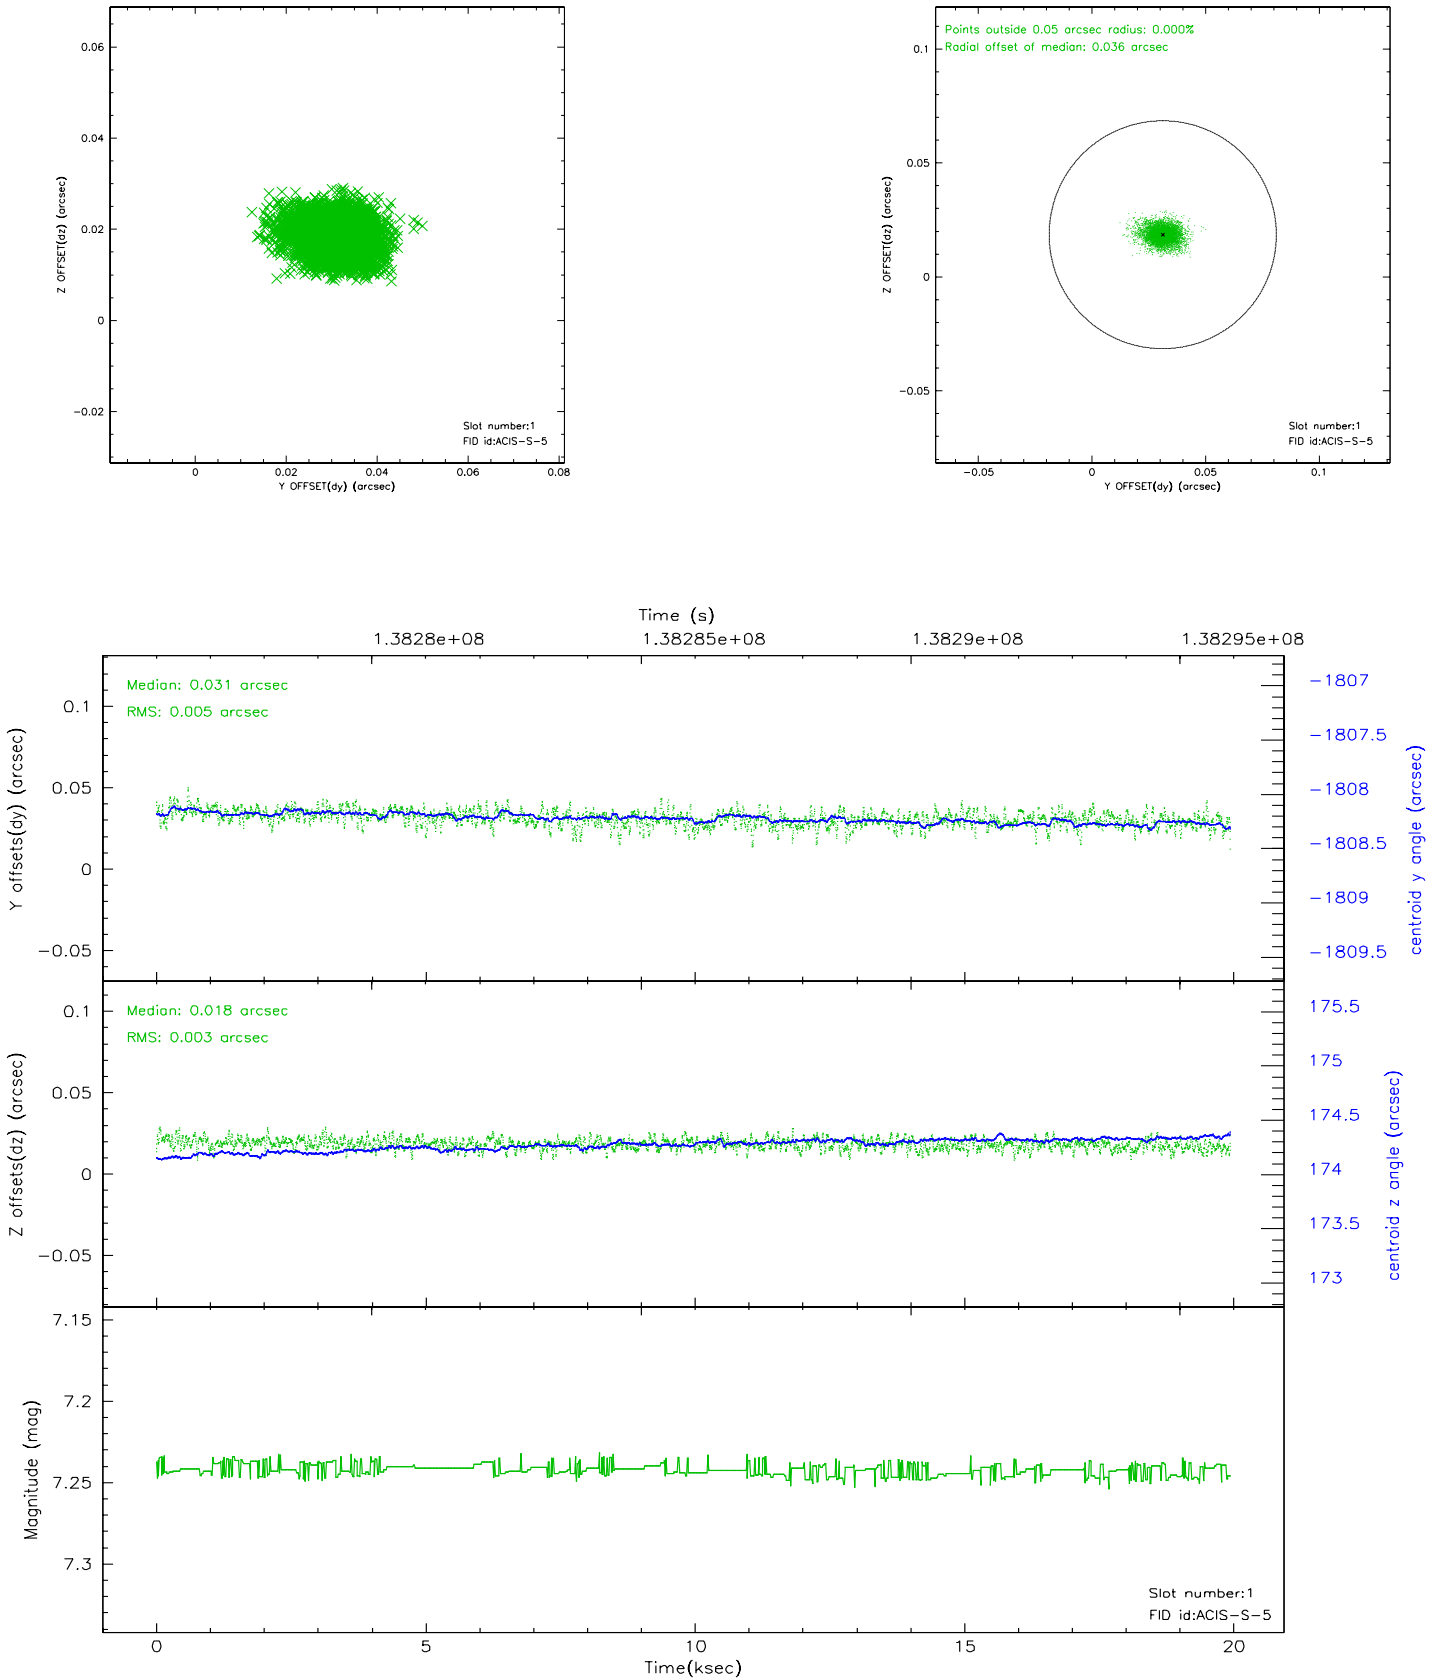 0.06
0.04
0.02
0
−0.02
Z OFFSET(dz) (arcsec)
0
0.02
0.04
0.06
0.08
Y OFFSET(dy) (arcsec)
Slot number:1
FID id:ACIS−S−5
Points outside 0.05 arcsec radius: 0.000%
Radial offset of median: 0.036 arcsec
0.1
0.05
0
−0.05
Z OFFSET(dz) (arcsec)
−0.05
0
0.05
0.1
Y OFFSET(dy) (arcsec)
Slot number:1
FID id:ACIS−S−5
Time (s)
1.3828e+08
1.38285e+08
1.3829e+08
1.38295e+08
Median: 0.031 arcsec
RMS: 0.005 arcsec
0.1
0.05
0
−0.05
Y offsets(dy) (arcsec)
−1807
−1807.5
−1808
−1808.5
−1809
−1809.5
centroid y angle (arcsec)
Median: 0.018 arcsec
RMS: 0.003 arcsec
0.1
0.05
0
−0.05
Z offsets(dz) (arcsec)
175.5
175
174.5
174
173.5
173
centroid z angle (arcsec)
7.15
7.2
7.25
7.3
Magnitude (mag)
Slot number:1
FID id:ACIS−S−5
0
5
10
15
20
Time(ksec)